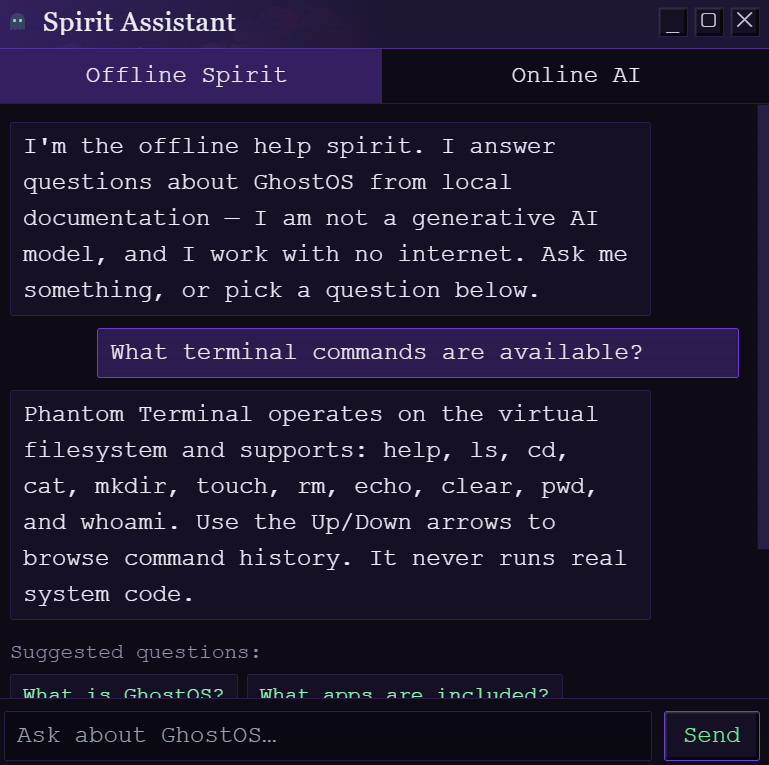 Spirit Assistant
Offline Spirit
Online AI
I'm the offline help spirit. I answer
questions about GhostOS from local
documentation — I am not a generative AI
model, and I work with no internet. Ask me
something, or pick a question below.
What terminal commands are available?
Phantom Terminal operates on the virtual
filesystem and supports: help, ls, cd,
cat, mkdir, touch, rm, echo, clear, pwd,
and whoami. Use the Up/Down arrows to
browse command history. It never runs real
system code.
Suggested questions:
What is GhostOS?
What apps are included?
Ask about GhostOS…
Send